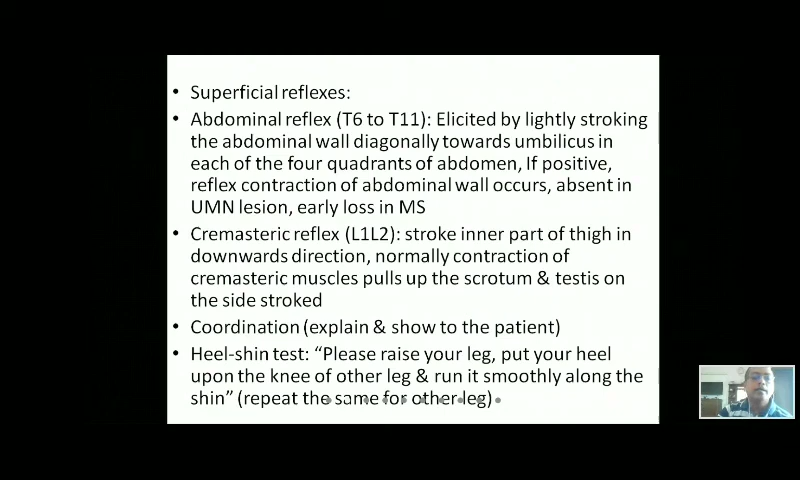 • Superficial reflexes:
• Abdominal reflex (T6 to T11): Elicited by lightly stroking
the abdominal wall diagonally towards umbilicus in
each of the four quadrants of abdomen, If positive,
reflex contraction of abdominal wall occurs, absent in
UMN lesion, early loss in MS
• Cremasteric reflex (L1L2): stroke inner part of thigh in
downwards direction, normally contraction of
cremasteric muscles pulls up the scrotum & testis on
the side stroked
• Coordination (explain & show to the patient)
• Heel-shin test: “Please raise your leg, put your heel
upon the knee of other leg & run it smoothly along the
shin” (repeat the same for other leg)